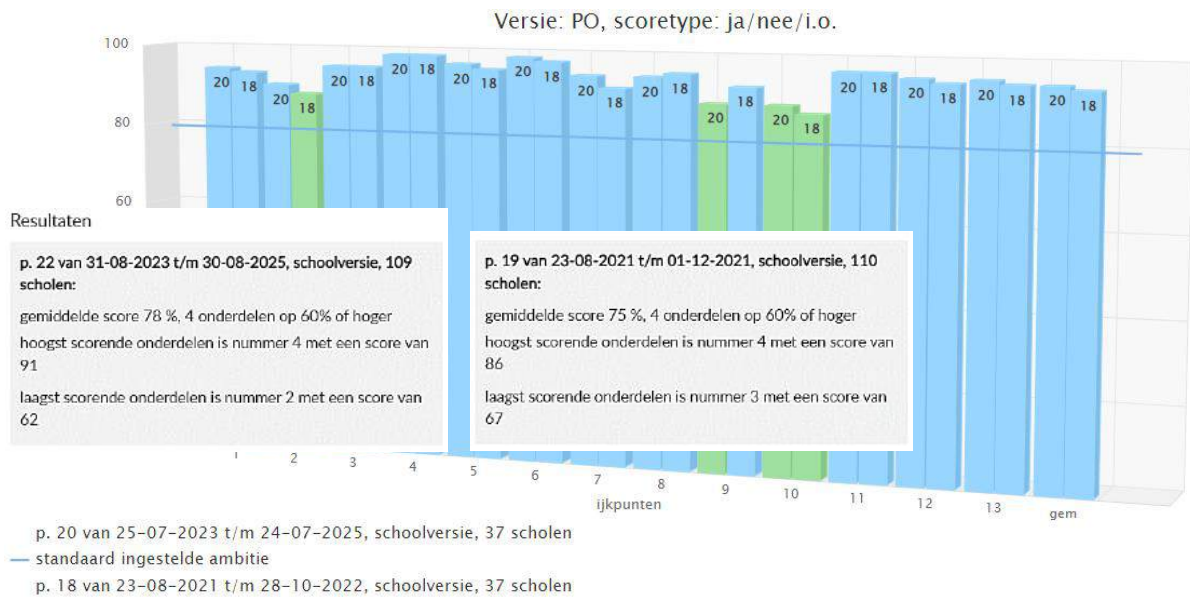 Versie: PO, scoretype: ja/nee/i.o.
100
80
60
20 18 20 18 20 18 20 18 20 18 20 18 20 18 20 18 20 18 20 18 20 18 20 18 20 18 20 18
Resultaten
p. 22 van 31-08-2023 t/m 30-08-2025, schoolversie, 109
scholen:
gemiddelde score 78 %, 4 onderdelen op 60% of hoger
hoogst scorende onderdelen is nummer 4 met een score van
91
laagst scorende onderdelen is nummer 2 met een score van
62
p. 19 van 23-08-2021 t/m 01-12-2021, schoolversie, 110
scholen:
gemiddelde score 75 %, 4 onderdelen op 60% of hoger
hoogst scorende onderdelen is nummer 4 met een score van
86
laagst scorende onderdelen is nummer 3 met een score van
67
1 2 3 4 5 6 7 8 9 10 11 12 13 gem
ijkpunten
p. 20 van 25-07-2023 t/m 24-07-2025, schoolversie, 37 scholen
standaard ingestelde ambitie
p. 18 van 23-08-2021 t/m 28-10-2022, schoolversie, 37 scholen